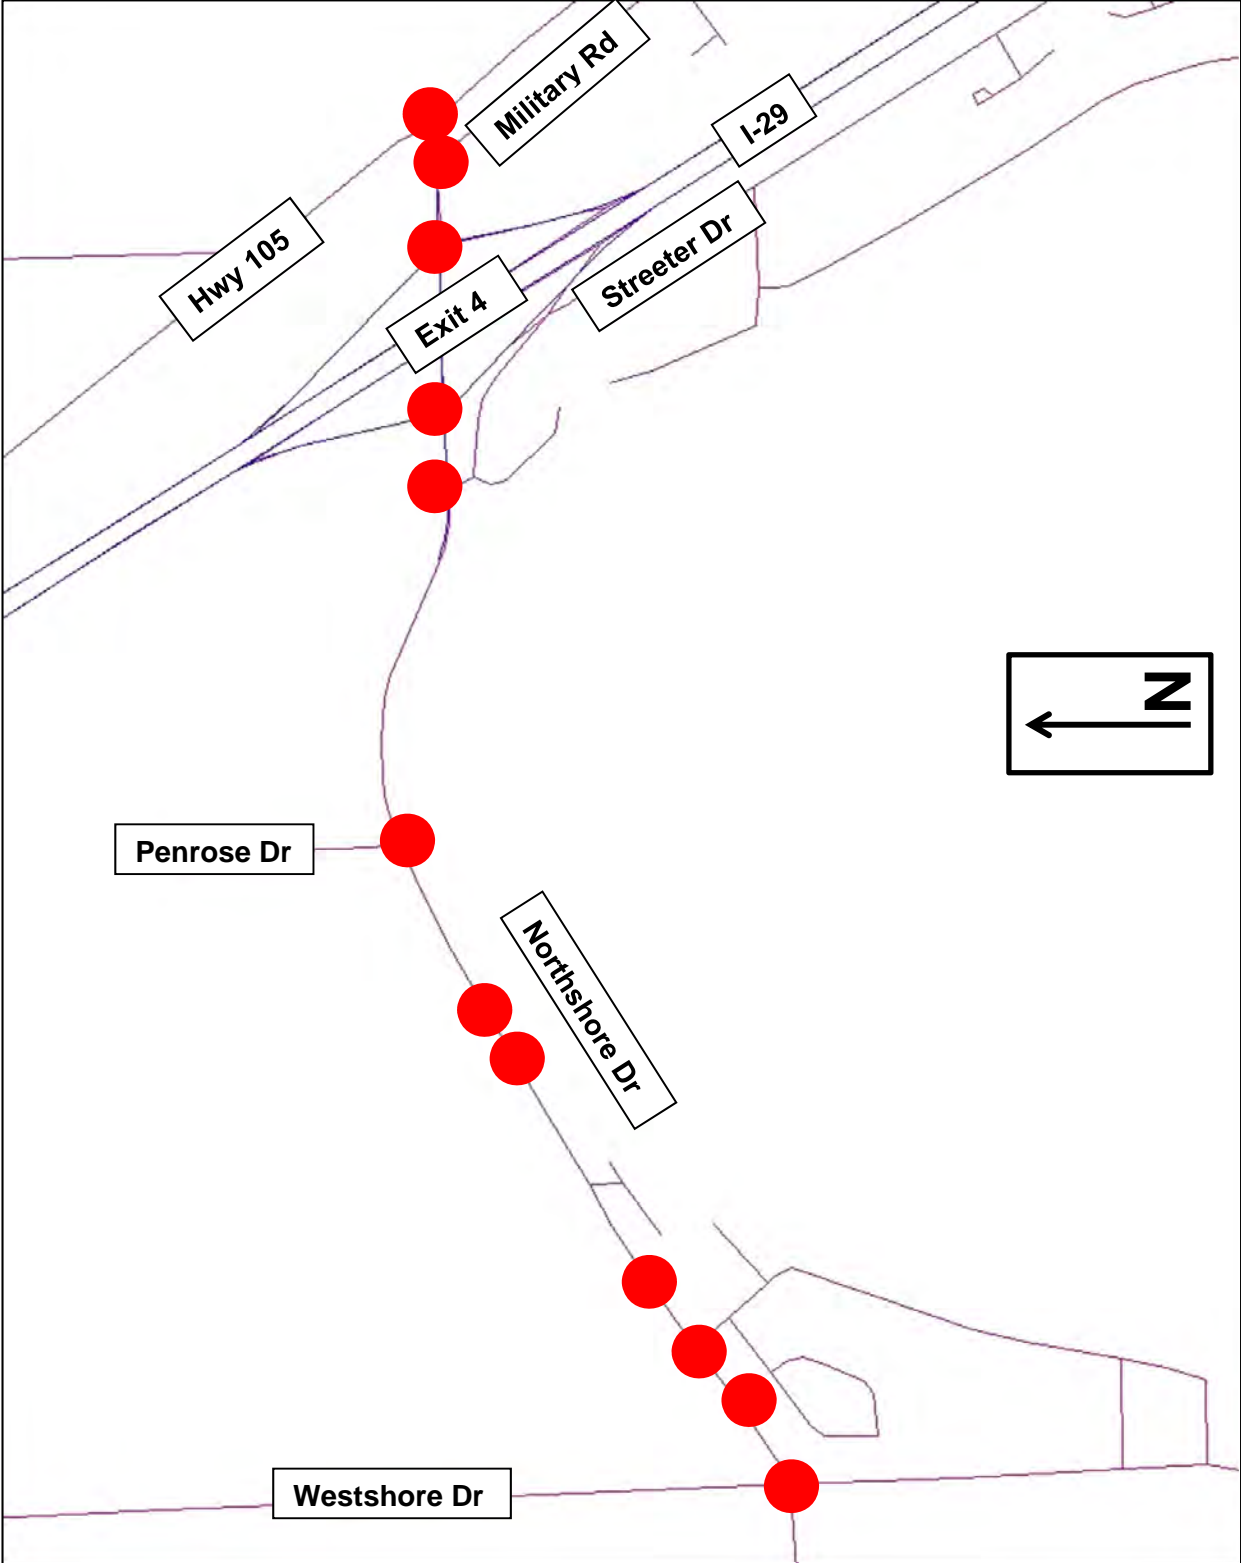 Military Rd
I-29
Hwy 105
Streeter Dr
Exit 4
N
Penrose Dr
Northshore Dr
Westshore Dr